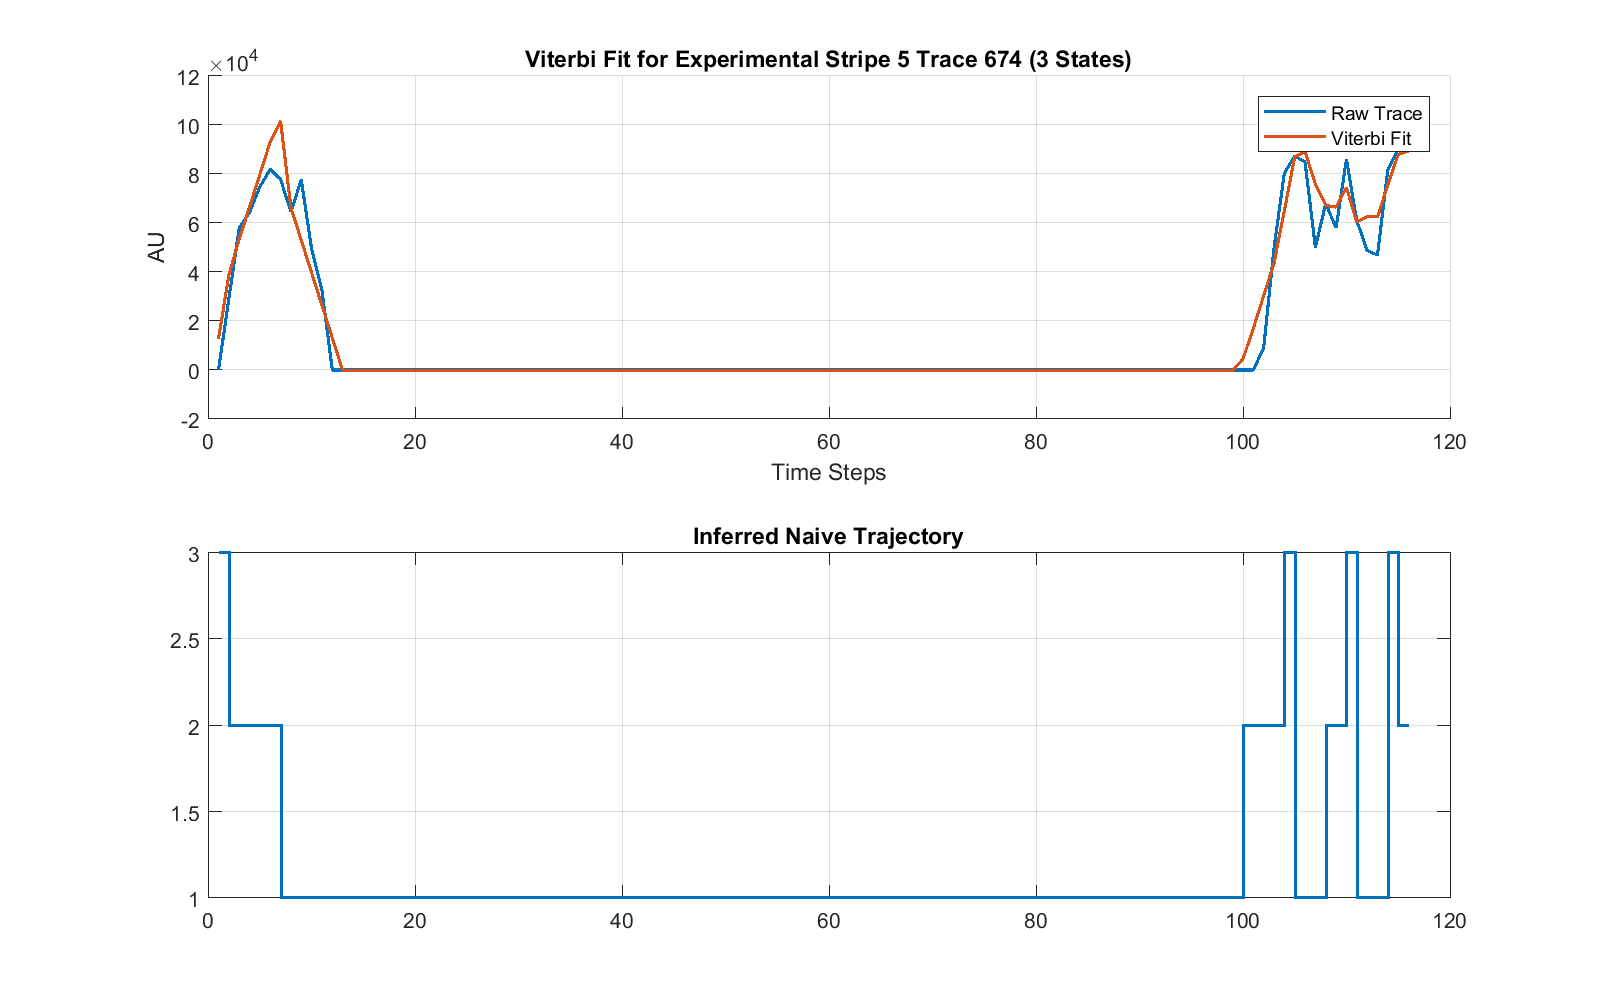 Viterbi Fit for Experimental Stripe 5 Trace 674 (3 States)
×10⁴
12
10
8
6
4
2
0
-2
AU
Raw Trace
Viterbi Fit
0 20 40 60 80 100 120
Time Steps
Inferred Naive Trajectory
3
2.5
2
1.5
1
0 20 40 60 80 100 120